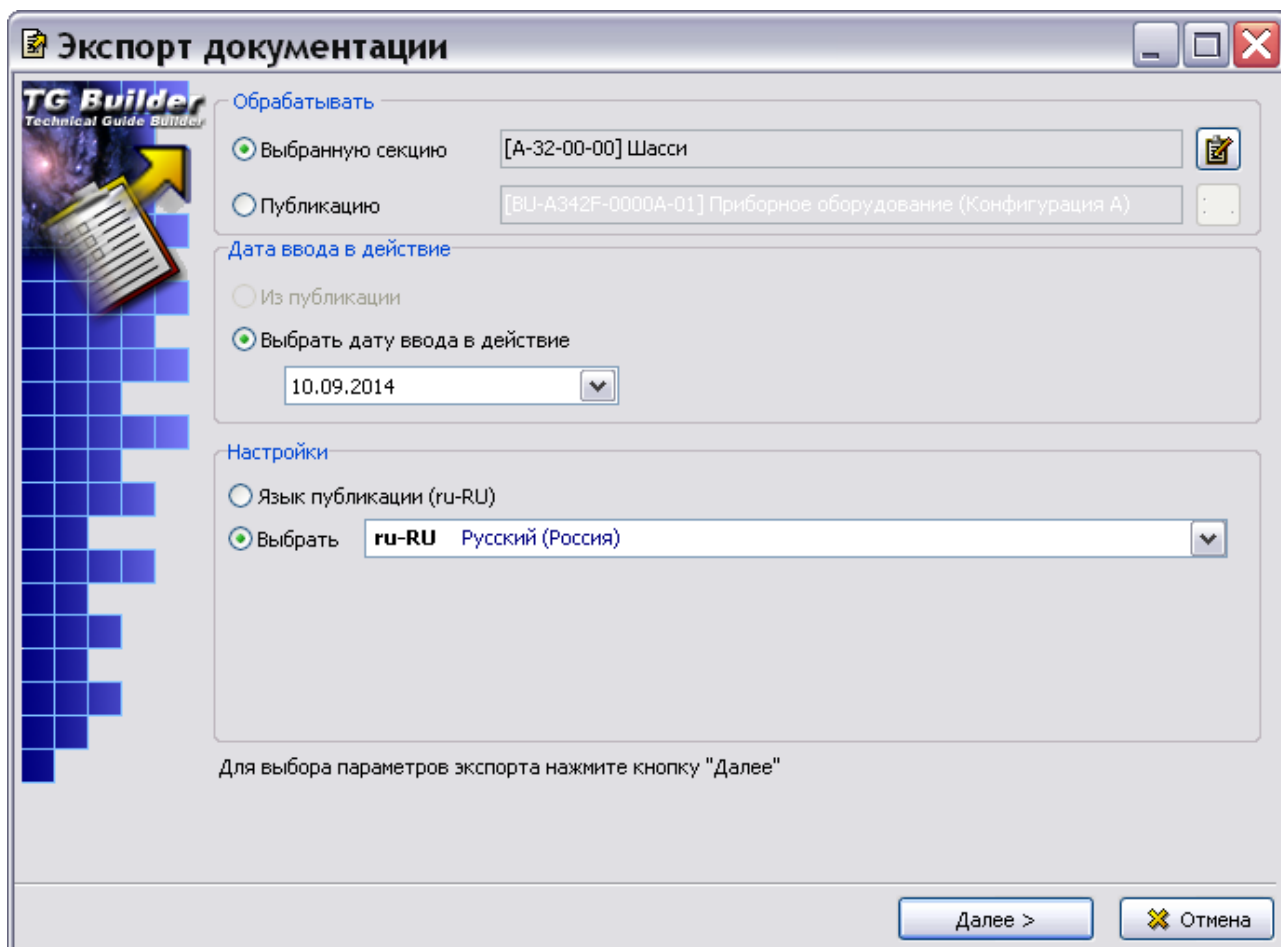 Экспорт документации
TG Builder
Technical Guide Builder
Обрабатывать
Выбранную секцию [A-32-00-00] Шасси
Публикацию [BU-A342F-0000A-01] Приборное оборудование (Конфигурация А)
Дата ввода в действие
Из публикации
Выбрать дату ввода в действие
10.09.2014
Настройки
Язык публикации (ru-RU)
Выбрать ru-RU Русский (Россия)
Для выбора параметров экспорта нажмите кнопку "Далее"
Далее > Отмена